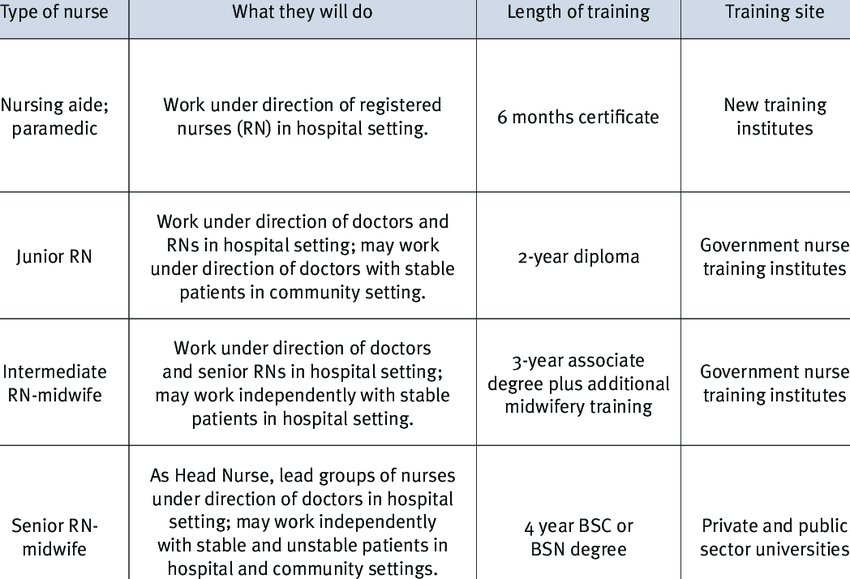 Type of nurse
What they will do
Length of training
Training site
Nursing aide;
paramedic
Work under direction of registered
nurses (RN) in hospital setting.
6 months certificate
New training
institutes
Junior RN
Work under direction of doctors and
RNs in hospital setting; may work
under direction of doctors with stable
patients in community setting.
2-year diploma
Government nurse
training institutes
Intermediate
RN-midwife
Work under direction of doctors
and senior RNs in hospital setting;
may work independently with stable
patients in hospital setting.
3-year associate
degree plus additional
midwifery training
Government nurse
training institutes
Senior RN-
midwife
As Head Nurse, lead groups of nurses
under direction of doctors in hospital
setting; may work independently
with stable and unstable patients in
hospital and community settings.
4 year BSC or
BSN degree
Private and public
sector universities